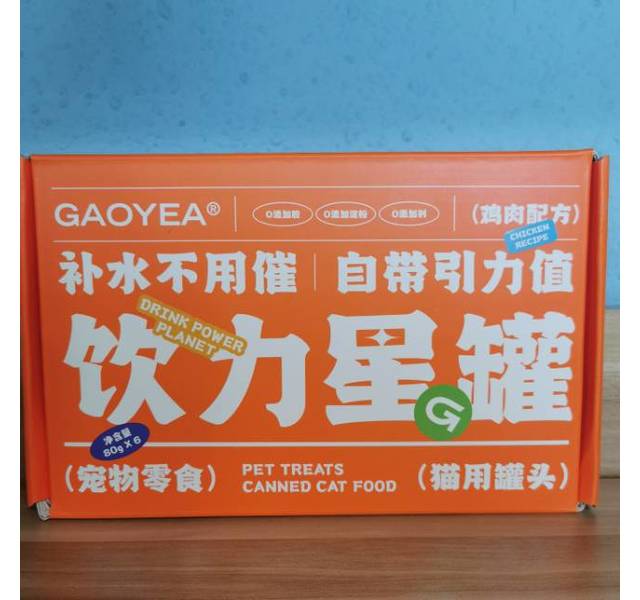 GAOYEA®
0添加胶 0添加淀粉 0添加剂
(鸡肉配方)
CHICKEN
RECIPE
补水不用催 | 自带引力值
DRINK POWER
PLANET
饮力星罐
净含量
80g X 6
(宠物零食)
PET TREATS
CANNED CAT FOOD
(猫用罐头)